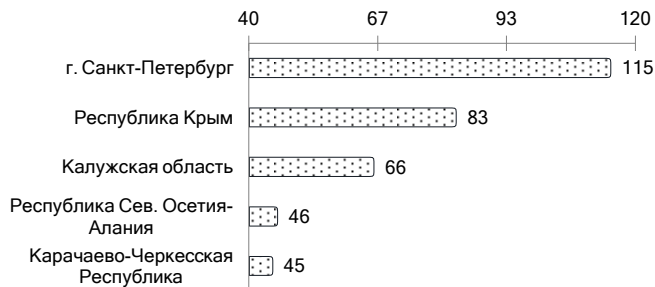 40 67 93 120
г. Санкт-Петербург 115
Республика Крым 83
Калужская область 66
Республика Сев. Осетия-
Алания 46
Карачаево-Черкесская
Республика 45